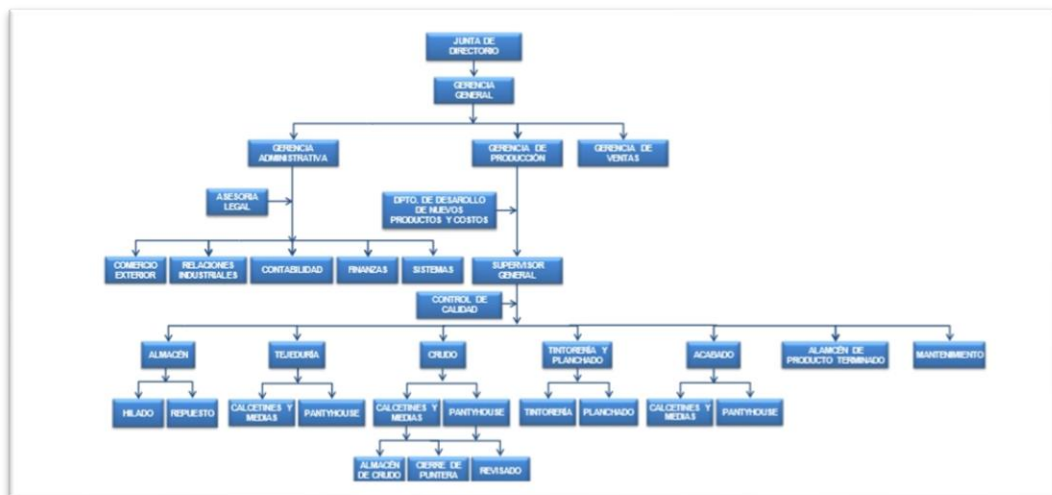 JUNTA DE
DIRECTORIO
GERENCIA
GENERAL
GERENCIA
ADMINISTRATIVA
GERENCIA DE
PRODUCCIÓN
GERENCIA DE
VENTAS
ASESORIA
LEGAL
DPTO. DE DESAROLLO
DE NUEVOS
PRODUCTOS Y COSTOS
COMERCIO
EXTERIOR
RELACIONES
INDUSTRIALES
CONTABILIDAD
FINANZAS
SISTEMAS
SUPERVISOR
GENERAL
CONTROL DE
CALIDAD
ALMACÉN
TEJEDURÍA
CRUDO
TINTORERÍA Y
PLANCHADO
ACABADO
ALAMCÉN DE
PRODUCTO TERMINADO
MANTENIMIENTO
HILADO
REPUESTO
CALCETINES Y
MEDIAS
PANTYHOUSE
CALCETINES Y
MEDIAS
PANTYHOUSE
TINTORERÍA
PLANCHADO
CALCETINES Y
MEDIAS
PANTYHOUSE
ALMACÉN
DE CRUDO
CIERRE DE
PUNTERA
REVISADO